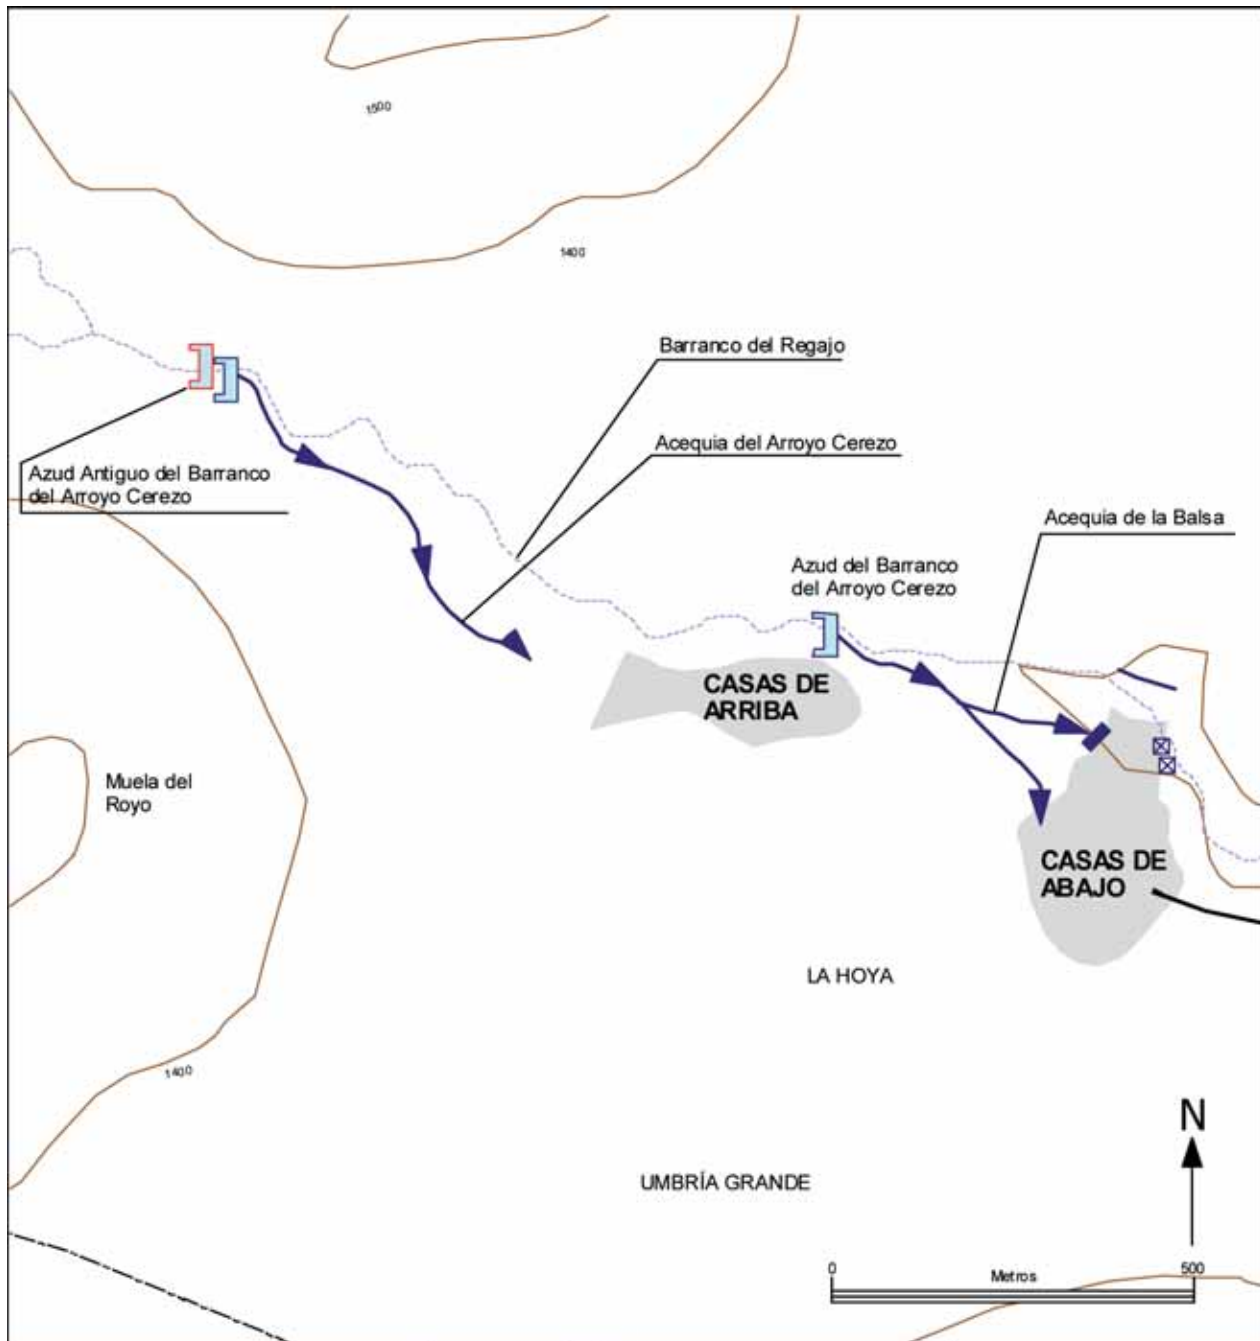 1500
1400
Barranco del Regajo
Acequia del Arroyo Cerezo
Azud Antiguo del Barranco
del Arroyo Cerezo
Acequia de la Balsa
Azud del Barranco
del Arroyo Cerezo
CASAS DE
ARRIBA
Muela del
Royo
CASAS DE
ABAJO
LA HOYA
1400
N
UMBRÍA GRANDE
0
500
Metros